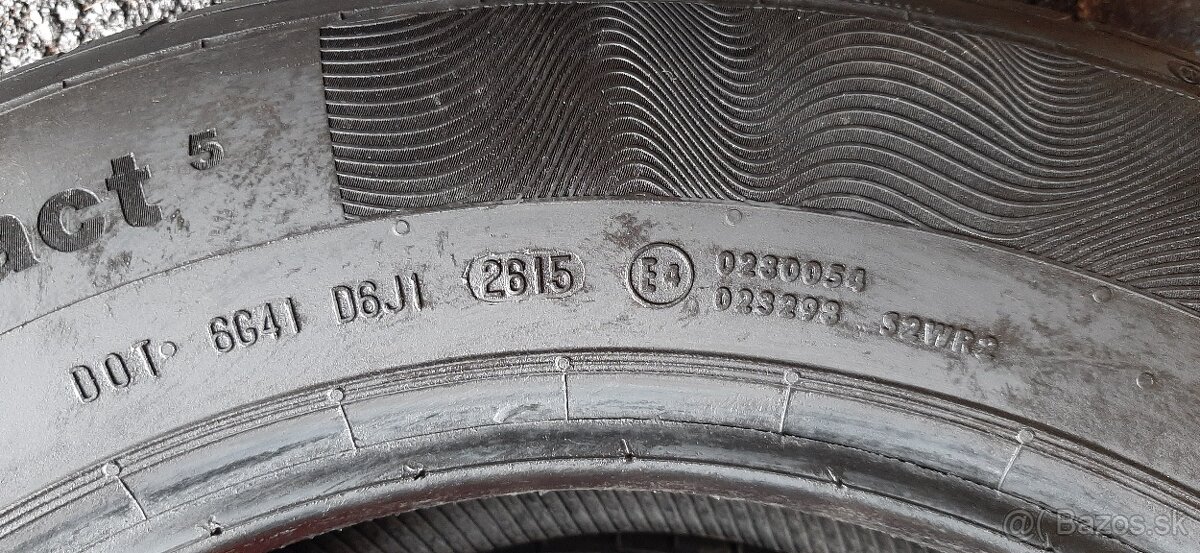 act 5
DOT 6G41 D6J1 2615 E4 0230054
023293 S2WR2
@ Bazos.sk